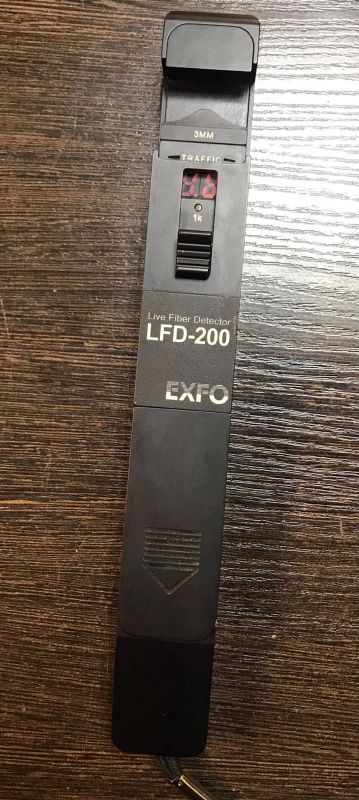 3MM
TRAFFIC
1k
Live Fiber Detector
LFD-200
EXFO